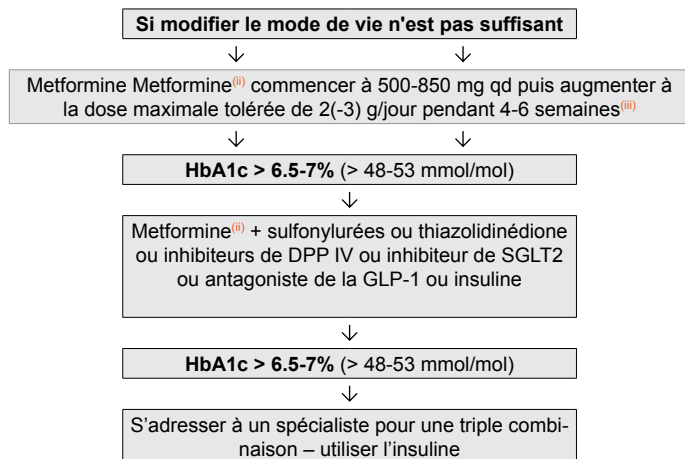 Si modifier le mode de vie n'est pas suffisant
Metformine Metformine(ii) commencer à 500-850 mg qd puis augmenter à
la dose maximale tolérée de 2(-3) g/jour pendant 4-6 semaines(iii)
HbA1c > 6.5-7% (> 48-53 mmol/mol)
Metformine(ii) + sulfonylurées ou thiazolidinédione
ou inhibiteurs de DPP IV ou inhibiteur de SGLT2
ou antagoniste de la GLP-1 ou insuline
HbA1c > 6.5-7% (> 48-53 mmol/mol)
S’adresser à un spécialiste pour une triple combi-
naison – utiliser l’insuline